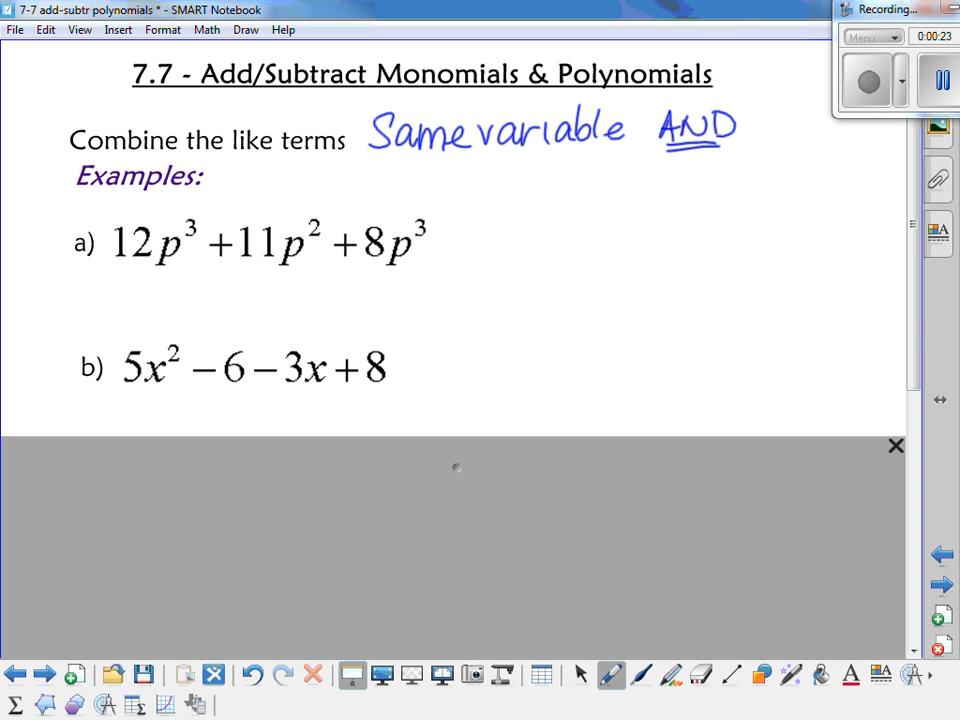 7-7 add-subtr polynomials * - SMART Notebook
Recording...
File Edit View Insert Format Math Draw Help
Menu
0:00:23
7.7 - Add/Subtract Monomials & Polynomials
Combine the like terms Same variable AND
Examples:
a) 12p³ +11p² +8p³
b) 5x² − 6 − 3x + 8